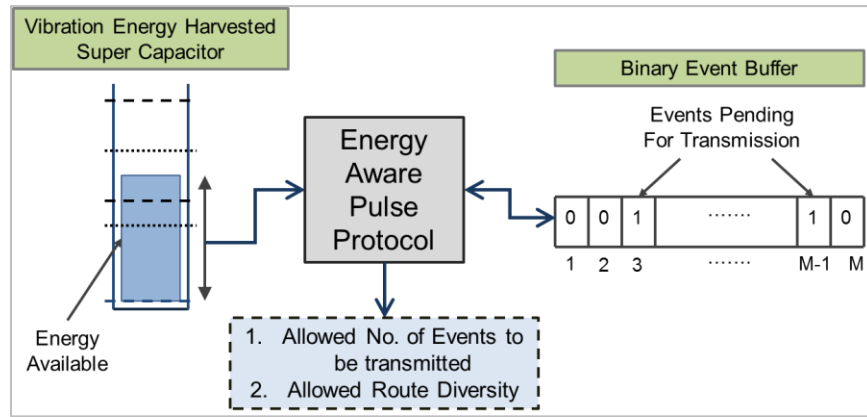 Vibration Energy Harvested
Super Capacitor
Binary Event Buffer
Events Pending
For Transmission
Energy
Aware
Pulse
Protocol
0 0 1 ....... 1 0
1 2 3 ....... M-1 M
Energy
Available
1. Allowed No. of Events to
be transmitted
2. Allowed Route Diversity